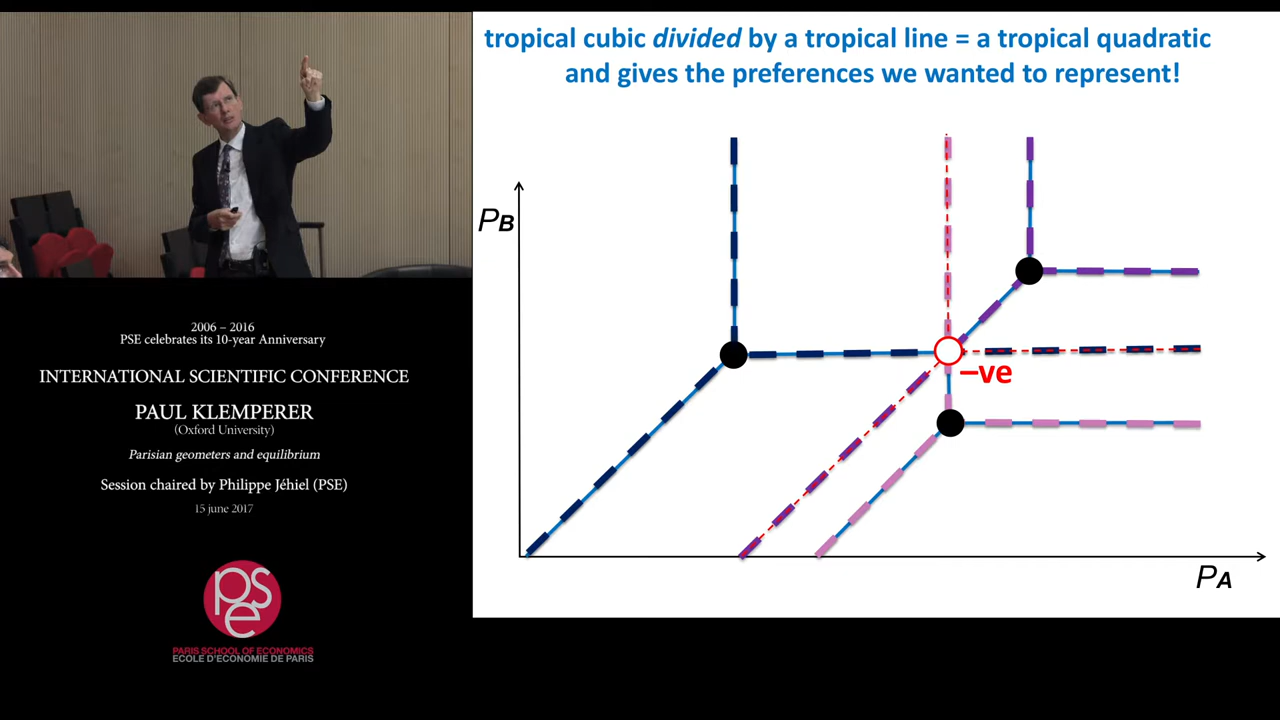 tropical cubic divided by a tropical line = a tropical quadratic
and gives the preferences we wanted to represent!
PB
–ve
PA
2006 – 2016
PSE celebrates its 10-year Anniversary
INTERNATIONAL SCIENTIFIC CONFERENCE
PAUL KLEMPERER
(Oxford University)
Parisian geometers and equilibrium
Session chaired by Philippe Jéhiel (PSE)
15 june 2017
pse
PARIS SCHOOL OF ECONOMICS
ECOLE D'ECONOMIE DE PARIS